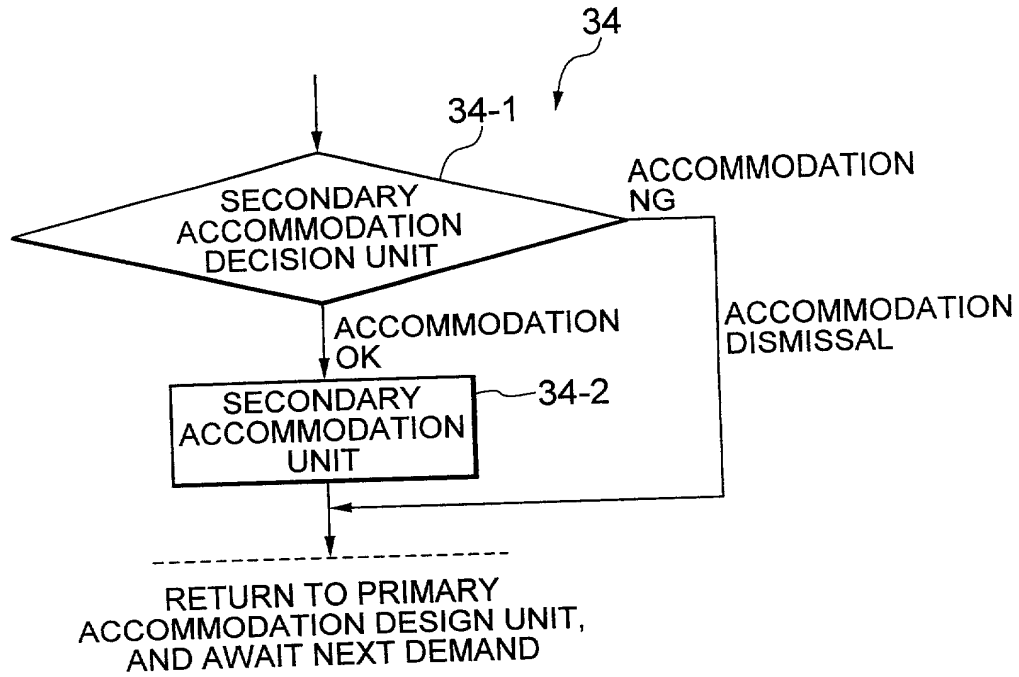 34
34-1
SECONDARY
ACCOMMODATION
DECISION UNIT
ACCOMMODATION
NG
ACCOMMODATION
OK
ACCOMMODATION
DISMISSAL
SECONDARY
ACCOMMODATION
UNIT
34-2
RETURN TO PRIMARY
ACCOMMODATION DESIGN UNIT,
AND AWAIT NEXT DEMAND